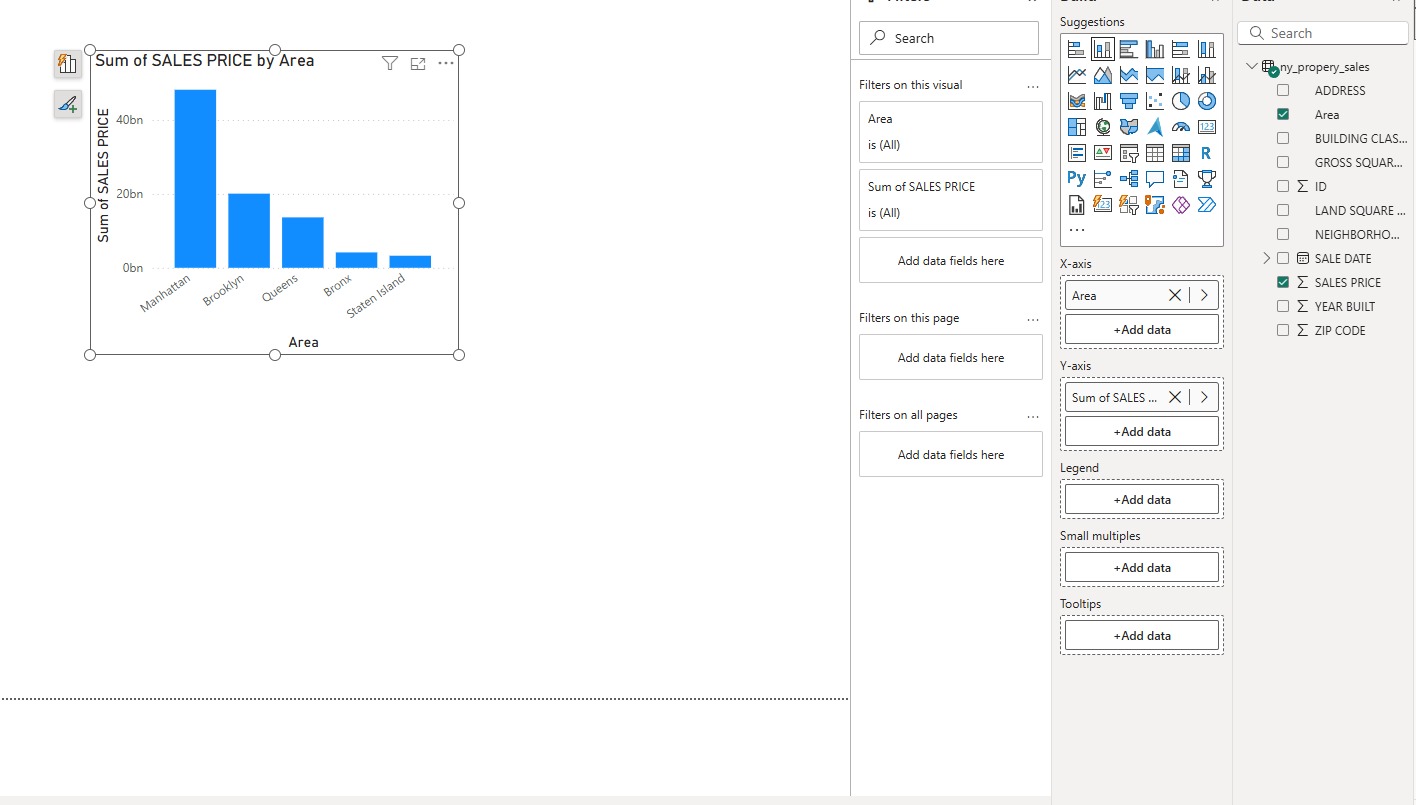 Sum of SALES PRICE by Area
Sum of SALES PRICE
40bn
20bn
0bn
Manhattan
Brooklyn
Queens
Bronx
Staten Island
Area
Search
Filters on this visual
Area
is (All)
Sum of SALES PRICE
is (All)
Add data fields here
Filters on this page
Add data fields here
Filters on all pages
Add data fields here
Suggestions
123
R
Py
123
X-axis
Area
+Add data
Y-axis
Sum of SALES ...
+Add data
Legend
+Add data
Small multiples
+Add data
Tooltips
+Add data
Search
ny_propery_sales
ADDRESS
Area
BUILDING CLAS...
GROSS SQUAR...
ID
LAND SQUARE ...
NEIGHBORHO...
SALE DATE
SALES PRICE
YEAR BUILT
ZIP CODE